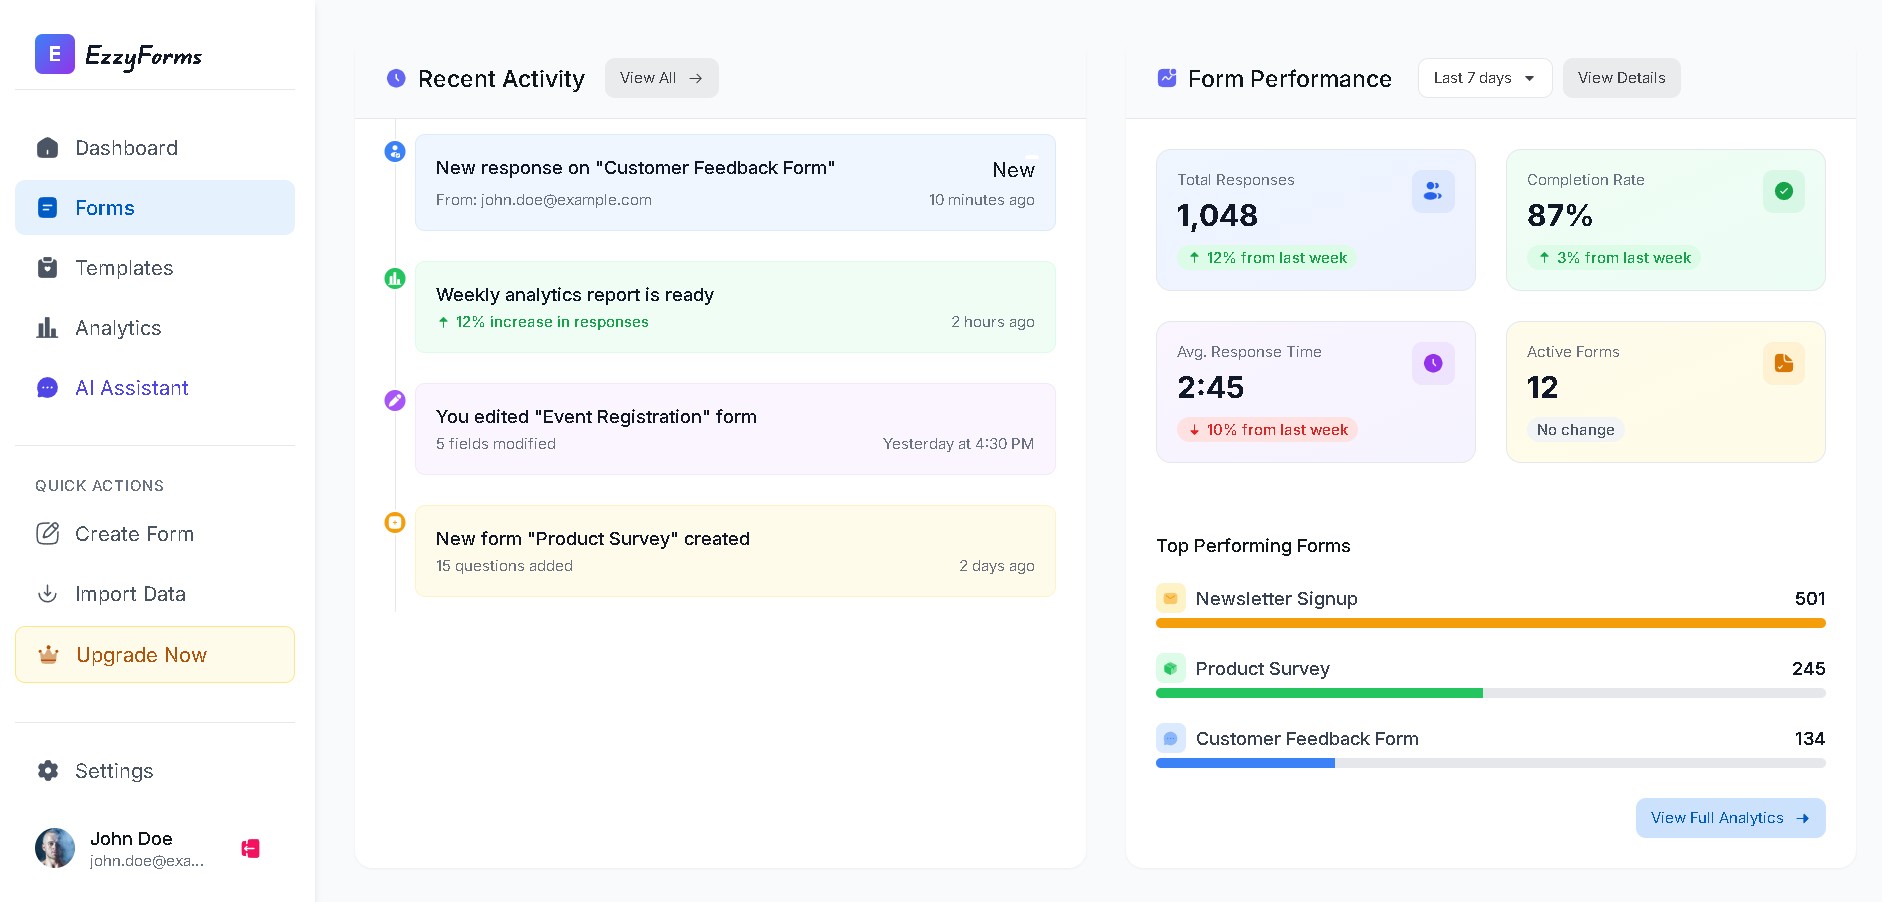 E EzzyForms
Dashboard
Forms
Templates
Analytics
AI Assistant
QUICK ACTIONS
Create Form
Import Data
Upgrade Now
Settings
John Doe
john.doe@exa...
Recent Activity
View All
New response on "Customer Feedback Form"
New
From: john.doe@example.com
10 minutes ago
Weekly analytics report is ready
12% increase in responses
2 hours ago
You edited "Event Registration" form
5 fields modified
Yesterday at 4:30 PM
New form "Product Survey" created
15 questions added
2 days ago
Form Performance
Last 7 days
View Details
Total Responses
1,048
12% from last week
Completion Rate
87%
3% from last week
Avg. Response Time
2:45
10% from last week
Active Forms
12
No change
Top Performing Forms
Newsletter Signup
501
Product Survey
245
Customer Feedback Form
134
View Full Analytics